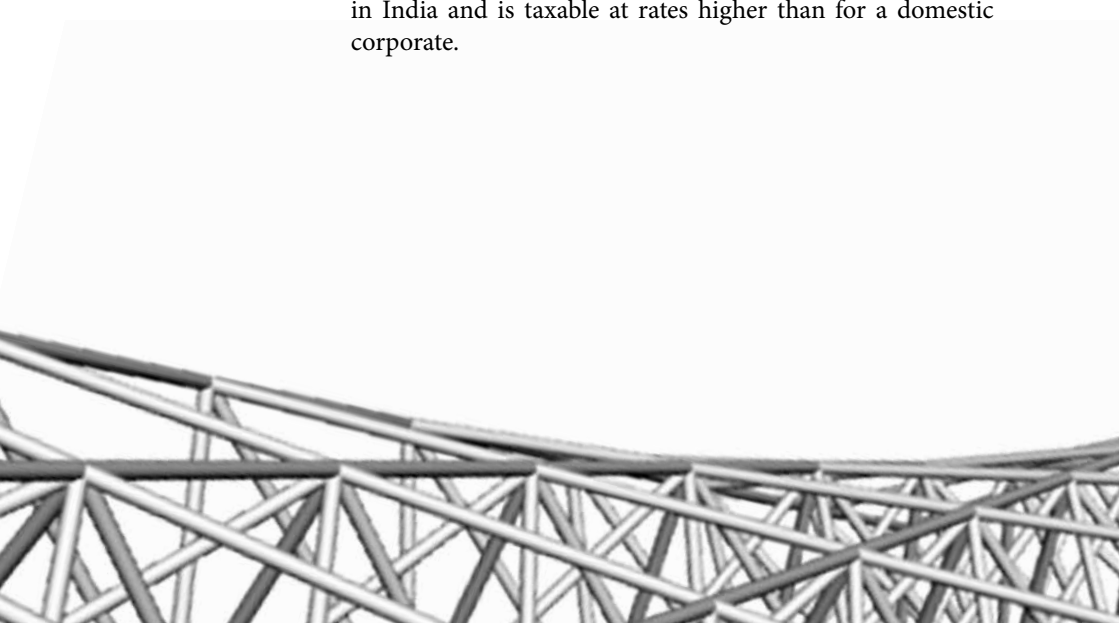 in India and is taxable at rates higher than for a domestic
corporate.